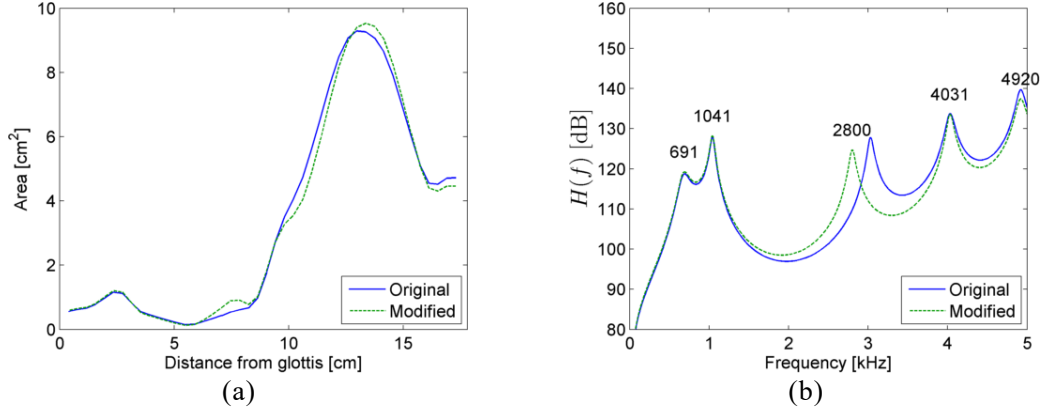 10
8
6
4
2
0
Area [cm²]
0 5 10 15
Distance from glottis [cm]
Original
Modified
(a)
160
150
140
130
120
110
100
90
80
H(f) [dB]
691
1041
2800
4031
4920
0 1 2 3 4 5
Frequency [kHz]
Original
Modified
(b)